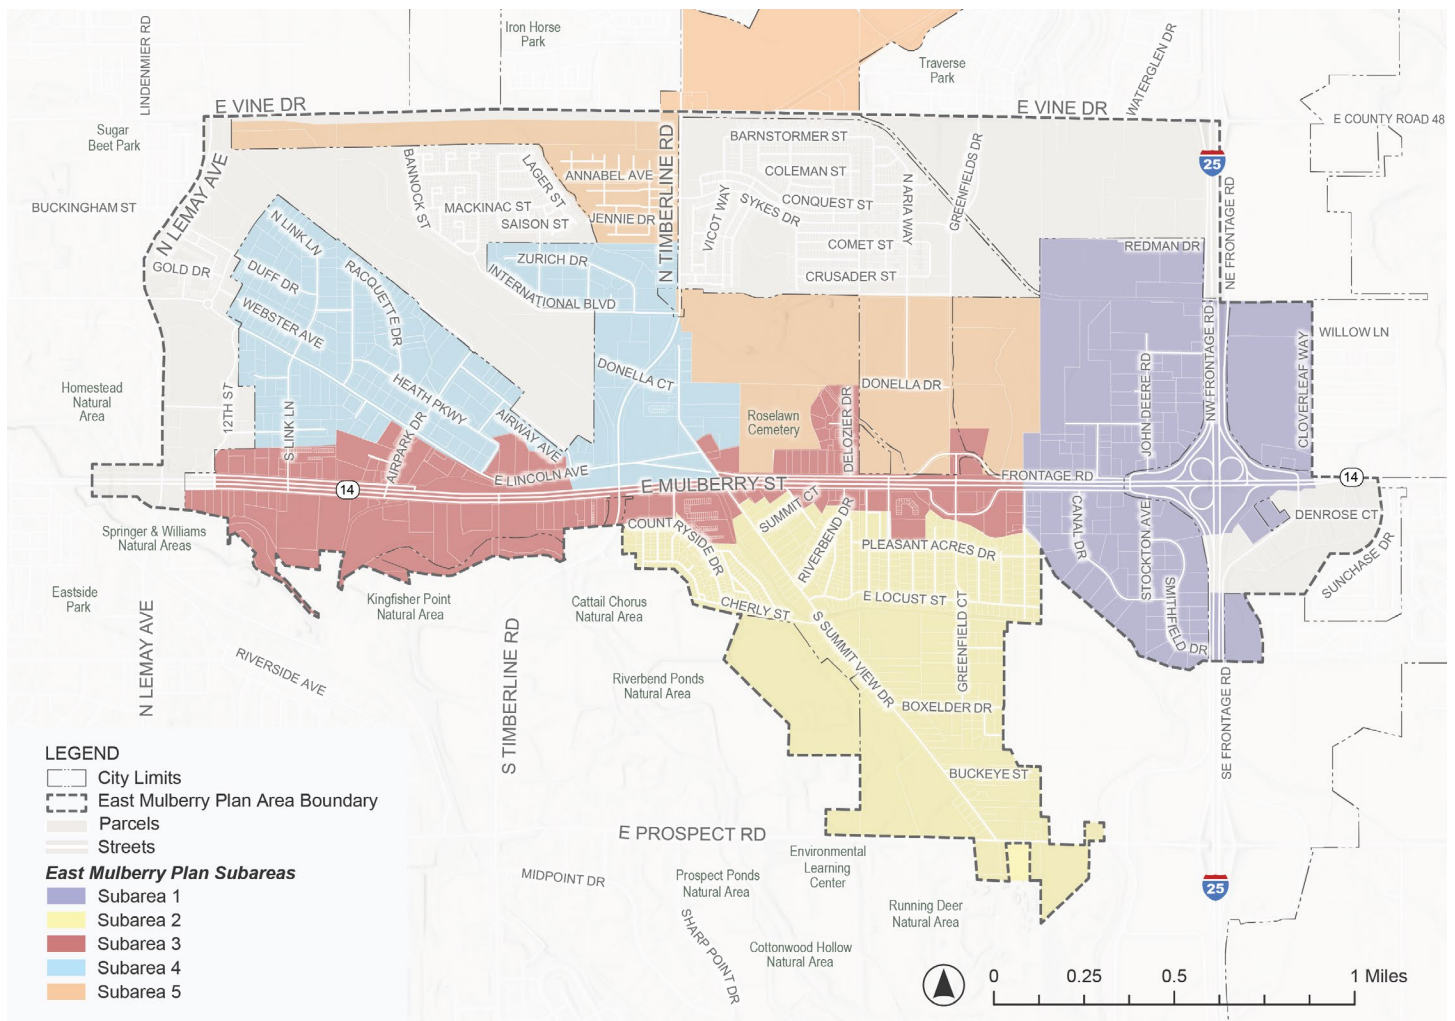 LINDENMIER RD
Iron Horse
Park
Traverse
Park
WATERGLEN DR
E VINE DR
E VINE DR
E COUNTY ROAD 48
Sugar
Beet Park
N LEMAY AVE
BANNOCK ST
LAGER ST
ANNABEL AVE
N TIMBERLINE RD
BARNSTORMER ST
COLEMAN ST
CONQUEST ST
N ARIA WAY
GREENFIELDS DR
25
NE FRONTAGE RD
BUCKINGHAM ST
MACKINAC ST
SAISON ST
JENNIE DR
VICOT WAY
SYKES DR
COMET ST
CRUSADER ST
REDMAN DR
N LINK LN
GOLD DR
DUFF DR
RACQUETTE DR
ZURICH DR
INTERNATIONAL BLVD
WEBSTER AVE
NW FRONTAGE RD
WILLOW LN
CLOVERLEAF WAY
JOHN DEERE RD
Homestead
Natural
Area
12TH ST
S LINK LN
HEATH PKWY
AIRPARK DR
AIRWAY AVE
DONELLA CT
DONELLA DR
Roselawn
Cemetery
DELOZIER DR
E LINCOLN AVE
14
E MULBERRY ST
FRONTAGE RD
14
Springer & Williams
Natural Areas
COUNTRYSIDE DR
SUMMIT CT
RIVERBEND DR
PLEASANT ACRES DR
CANAL DR
STOCKTON AVE
DENROSE CT
SUNCHASE DR
Eastside
Park
Kingfisher Point
Natural Area
Cattail Chorus
Natural Area
CHERLY ST
E LOCUST ST
GREENFIELD CT
SMITHFIELD DR
N LEMAY AVE
RIVERSIDE AVE
S TIMBERLINE RD
Riverbend Ponds
Natural Area
S SUMMIT VIEW DR
BOXELDER DR
SE FRONTAGE RD
BUCKEYE ST
E PROSPECT RD
Environmental
Learning
Center
MIDPOINT DR
Prospect Ponds
Natural Area
25
Running Deer
Natural Area
SHARP POINT DR
Cottonwood Hollow
Natural Area
LEGEND
City Limits
East Mulberry Plan Area Boundary
Parcels
Streets
East Mulberry Plan Subareas
Subarea 1
Subarea 2
Subarea 3
Subarea 4
Subarea 5
0 0.25 0.5 1 Miles